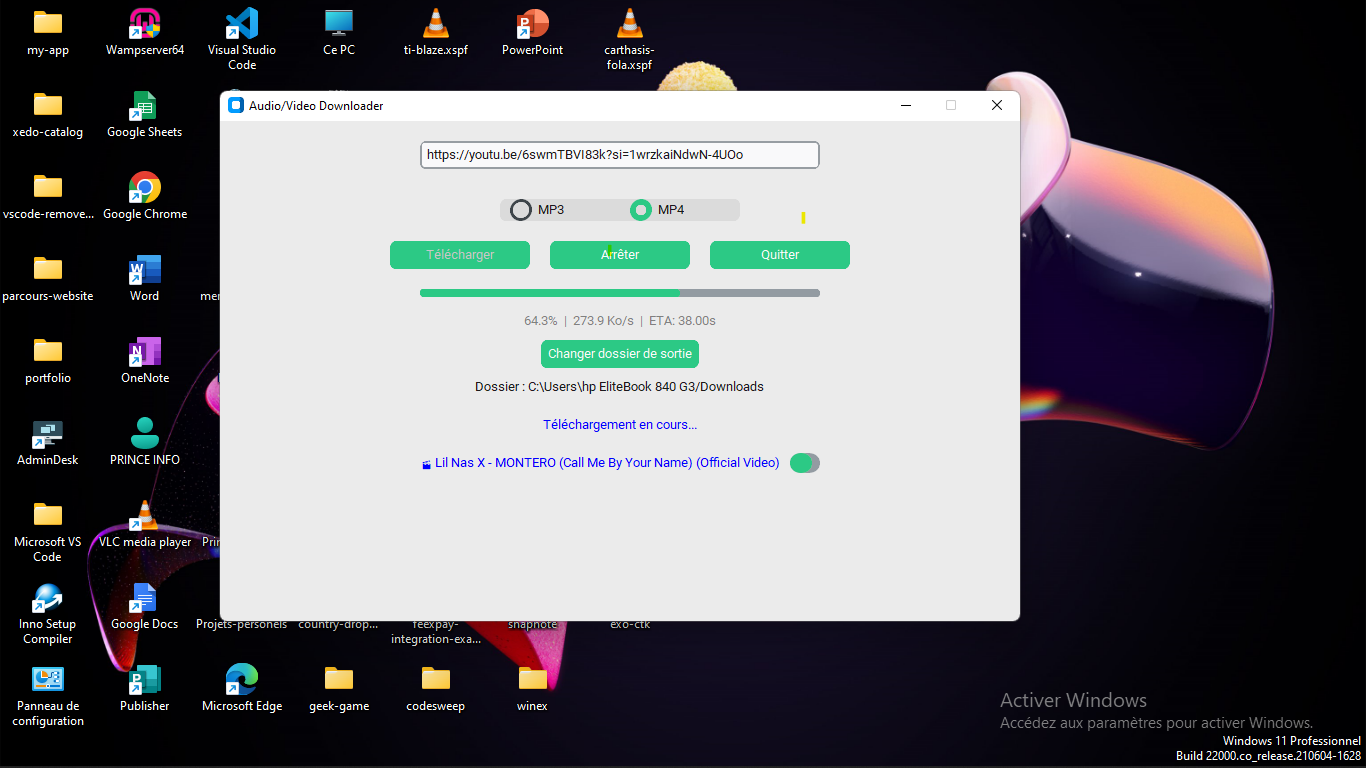 my-app
Wampserver64
Visual Studio
Code
Ce PC
ti-blaze.xspf
PowerPoint
carthasis-
fola.xspf
xedo-catalog
Google Sheets
vscode-remove...
Google Chrome
parcours-website
Word
portfolio
OneNote
AdminDesk
PRINCE INFO
Microsoft VS
Code
VLC media player
Inno Setup
Compiler
Google Docs
Projets-personels
country-drop...
feexpay-
integration-exa...
snapnote
exo-ctk
Panneau de
configuration
Publisher
Microsoft Edge
geek-game
codesweep
winex
Audio/Video Downloader
https://youtu.be/6swmTBVI83k?si=1wrzkaiNdwN-4UOo
MP3
MP4
Télécharger
Arrêter
Quitter
64.3% | 273.9 Ko/s | ETA: 38.00s
Changer dossier de sortie
Dossier : C:\Users\hp EliteBook 840 G3/Downloads
Téléchargement en cours...
Lil Nas X - MONTERO (Call Me By Your Name) (Official Video)
Activer Windows
Accédez aux paramètres pour activer Windows.
Windows 11 Professionnel
Build 22000.co_release.210604-1628